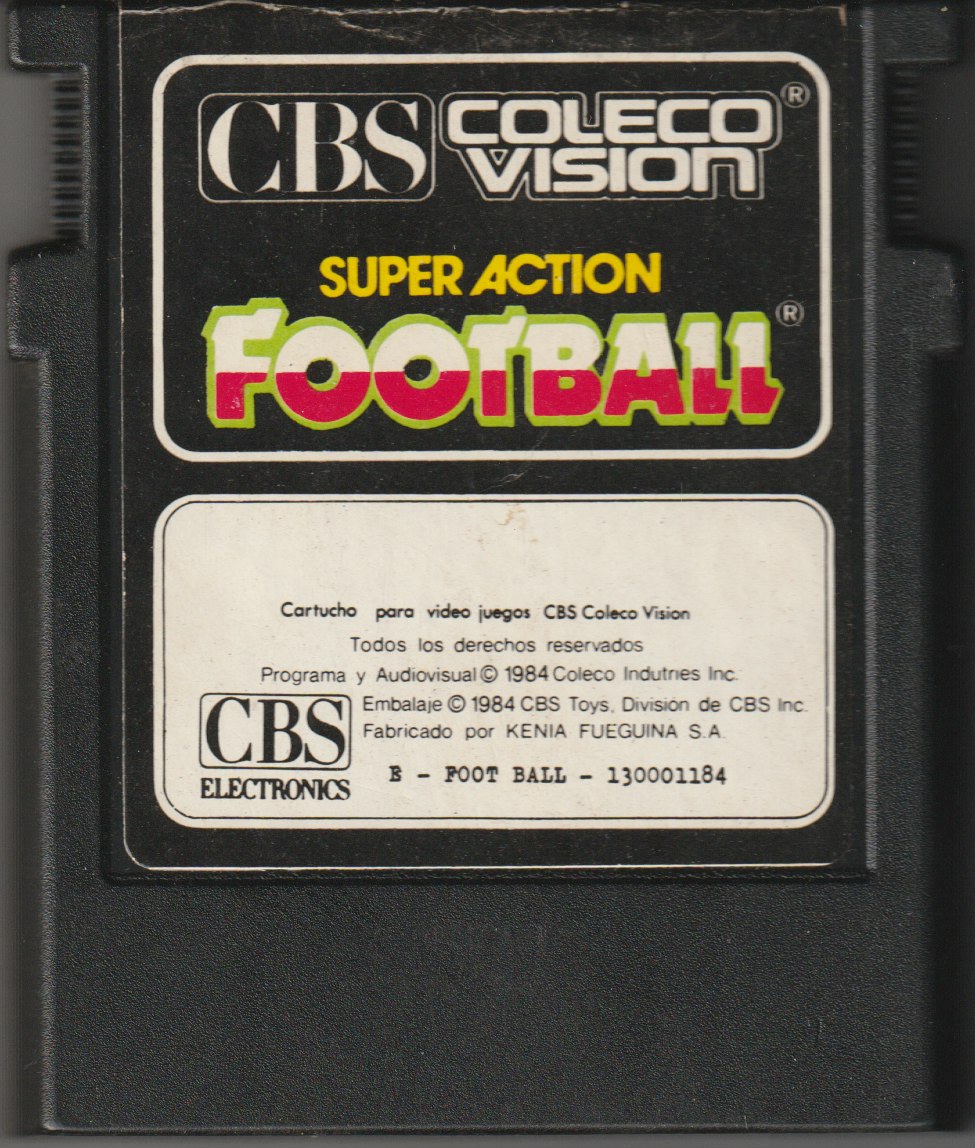 CBS COLECO VISION ®
SUPER ACTION
FOOTBALL ®
Cartucho para video juegos CBS Coleco Vision
Todos los derechos reservados
Programa y Audiovisual © 1984 Coleco Indutries Inc.
Embalaje © 1984 CBS Toys, División de CBS Inc.
Fabricado por KENIA FUEGUINA S.A.
CBS
ELECTRONICS
E - FOOT BALL - 130001184